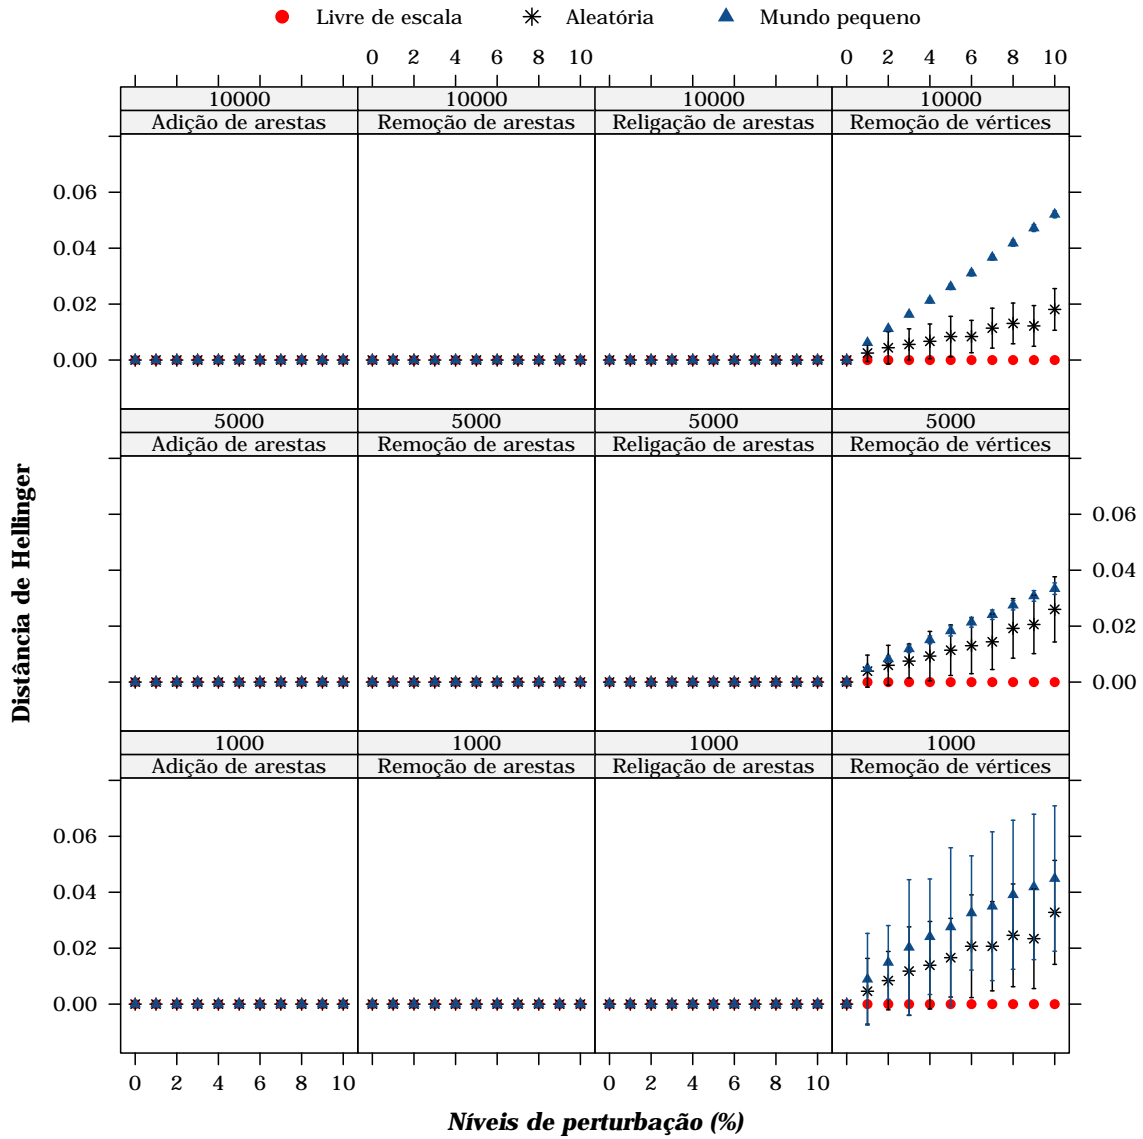 Livre de escala Aleatória Mundo pequeno
0 2 4 6 8 10 0 2 4 6 8 10
10000 10000 10000 10000
Adição de arestas Remoção de arestas Religação de arestas Remoção de vértices
0.06
0.04
0.02
0.00
5000 5000 5000 5000
Adição de arestas Remoção de arestas Religação de arestas Remoção de vértices
0.06
0.04
0.02
0.00
Distância de Hellinger
1000 1000 1000 1000
Adição de arestas Remoção de arestas Religação de arestas Remoção de vértices
0.06
0.04
0.02
0.00
0 2 4 6 8 10 0 2 4 6 8 10
Níveis de perturbação (%)